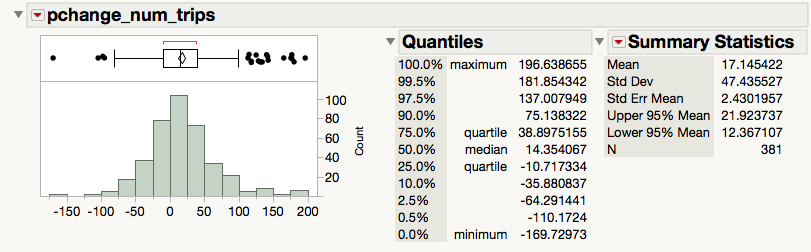 pchange_num_trips
100
80
60
40
20
Count
-150 -100 -50 0 50 100 150 200
Quantiles
100.0% maximum 196.638655
99.5% 181.854342
97.5% 137.007949
90.0% 75.138322
75.0% quartile 38.8975155
50.0% median 14.354067
25.0% quartile -10.717334
10.0% -35.880837
2.5% -64.291441
0.5% -110.1724
0.0% minimum -169.72973
Summary Statistics
Mean 17.145422
Std Dev 47.435527
Std Err Mean 2.4301957
Upper 95% Mean 21.923737
Lower 95% Mean 12.367107
N 381